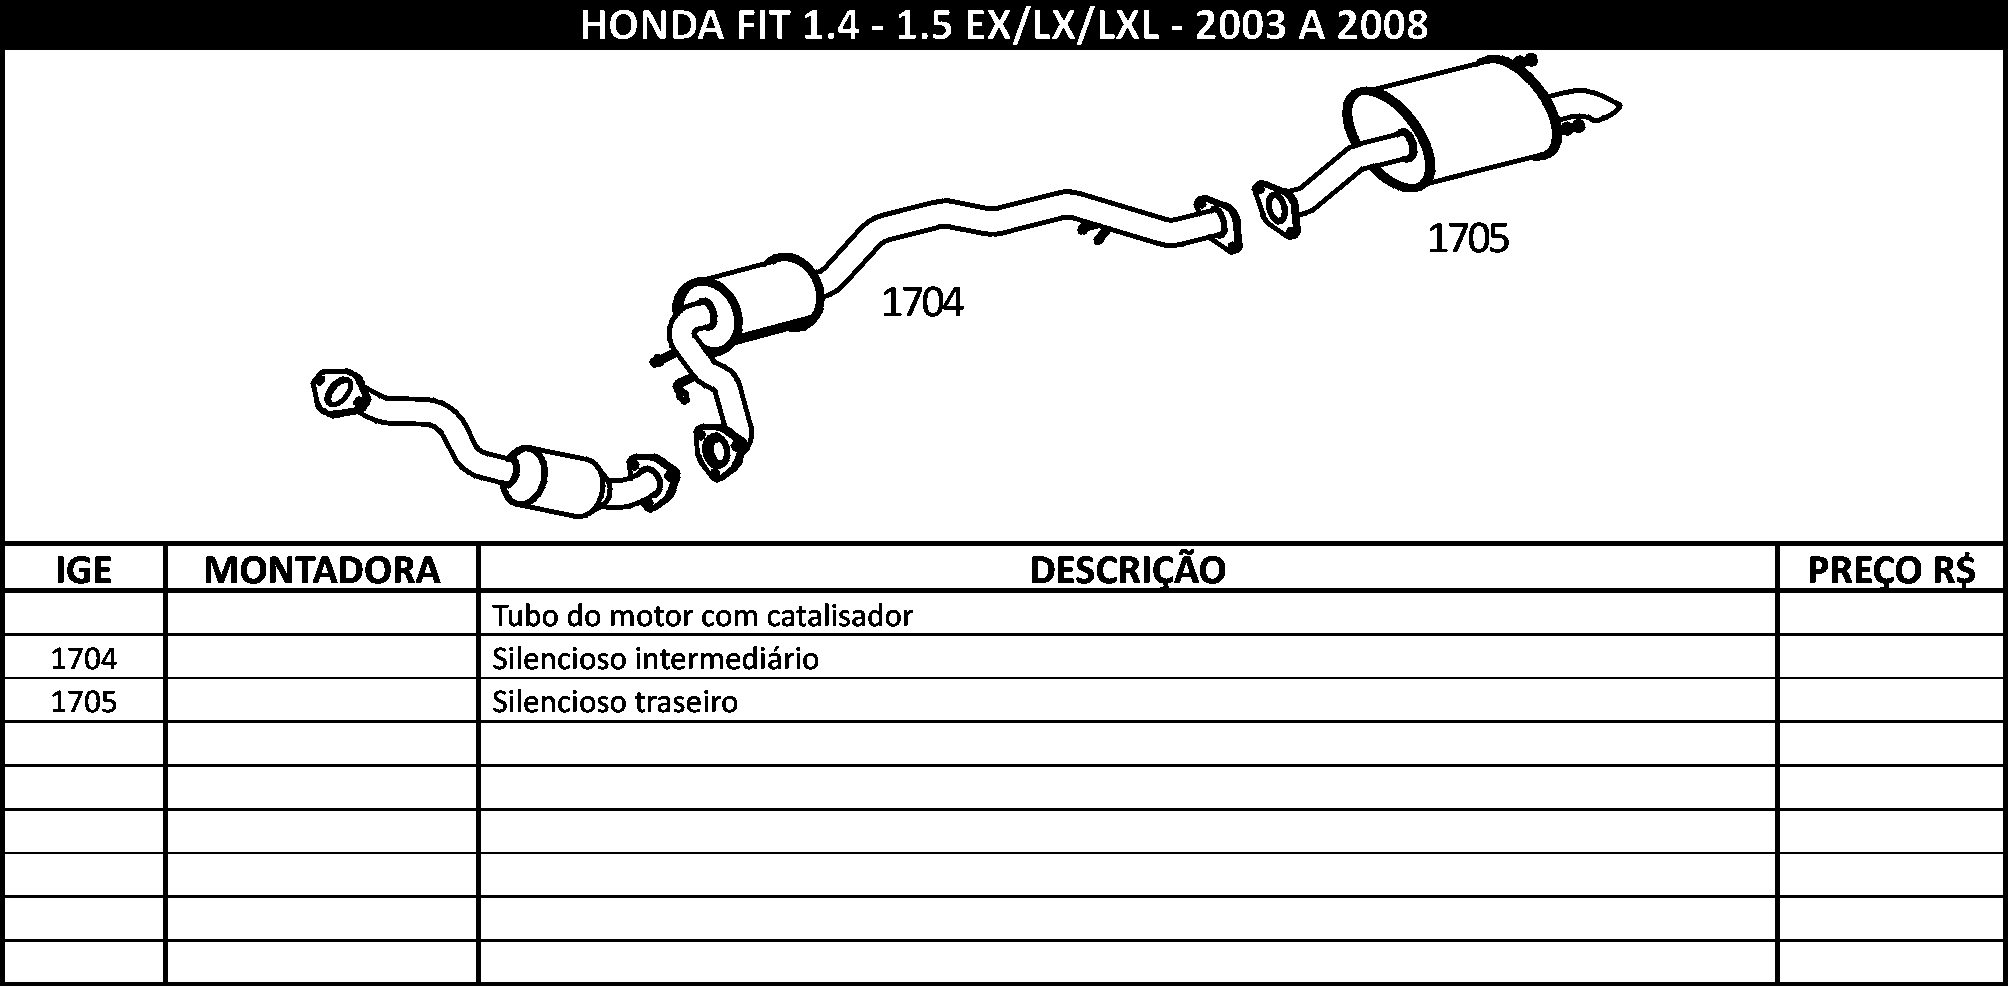 HONDA FIT 1.4 - 1.5 EX/LX/LXL - 2003 A 2008
1705
1704
IGE MONTADORA DESCRIÇÃO PREÇO R$
Tubo do motor com catalisador
1704 Silencioso intermediário
1705 Silencioso traseiro